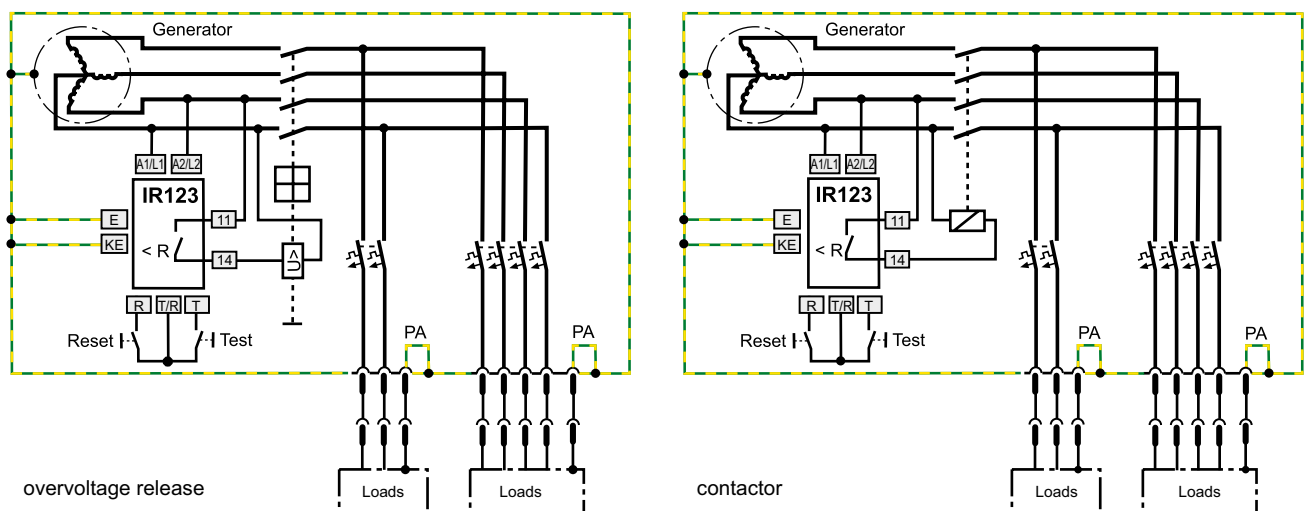 Generator
A1/L1 A2/L2
IR123
E
11
KE
< R
14
R T/R T
Reset
Test
PA
PA
Loads
Loads
overvoltage release
U>
Generator
A1/L1 A2/L2
IR123
E
11
KE
< R
14
R T/R T
Reset
Test
PA
PA
Loads
Loads
contactor